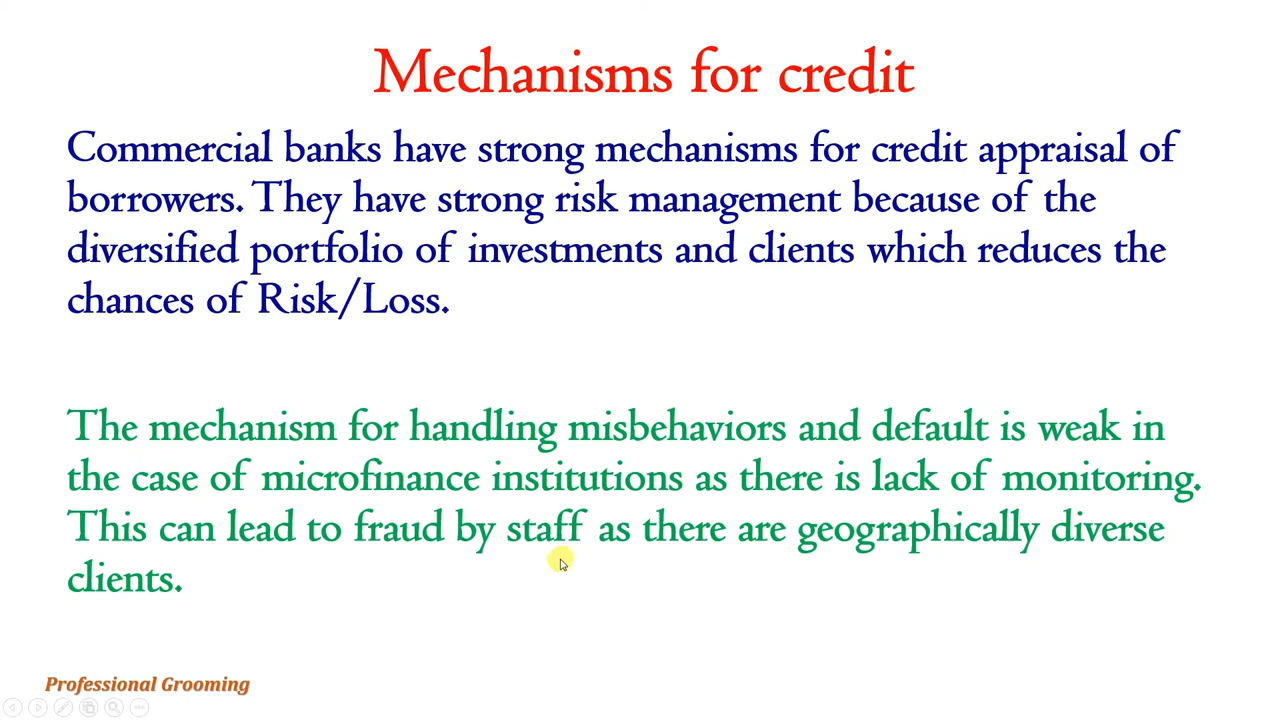 Mechanisms for credit
Commercial banks have strong mechanisms for credit appraisal of
borrowers. They have strong risk management because of the
diversified portfolio of investments and clients which reduces the
chances of Risk/Loss.
The mechanism for handling misbehaviors and default is weak in
the case of microfinance institutions as there is lack of monitoring.
This can lead to fraud by staff as there are geographically diverse
clients.
Professional Grooming